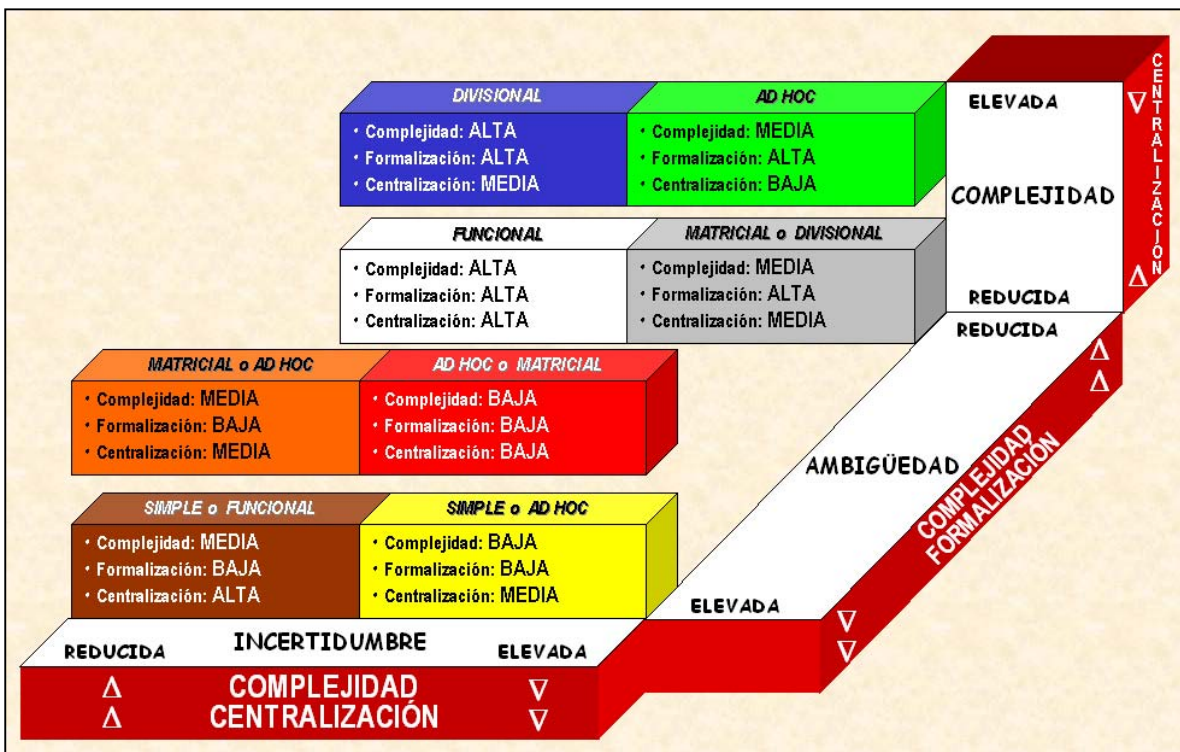 DIVISIONAL
• Complejidad: ALTA
• Formalización: ALTA
• Centralización: MEDIA
AD HOC
• Complejidad: MEDIA
• Formalización: ALTA
• Centralización: BAJA
FUNCIONAL
• Complejidad: ALTA
• Formalización: ALTA
• Centralización: ALTA
MATRICIAL o DIVISIONAL
• Complejidad: MEDIA
• Formalización: ALTA
• Centralización: MEDIA
MATRICIAL o AD HOC
• Complejidad: MEDIA
• Formalización: BAJA
• Centralización: MEDIA
AD HOC o MATRICIAL
• Complejidad: BAJA
• Formalización: BAJA
• Centralización: BAJA
SIMPLE o FUNCIONAL
• Complejidad: MEDIA
• Formalización: BAJA
• Centralización: ALTA
SIMPLE o AD HOC
• Complejidad: BAJA
• Formalización: BAJA
• Centralización: MEDIA
ELEVADA
COMPLEJIDAD
REDUCIDA
CENTRALIZACIÓN
REDUCIDA
AMBIGÜEDAD
ELEVADA
COMPLEJIDAD
FORMALIZACIÓN
REDUCIDA
INCERTIDUMBRE
ELEVADA
COMPLEJIDAD
CENTRALIZACIÓN